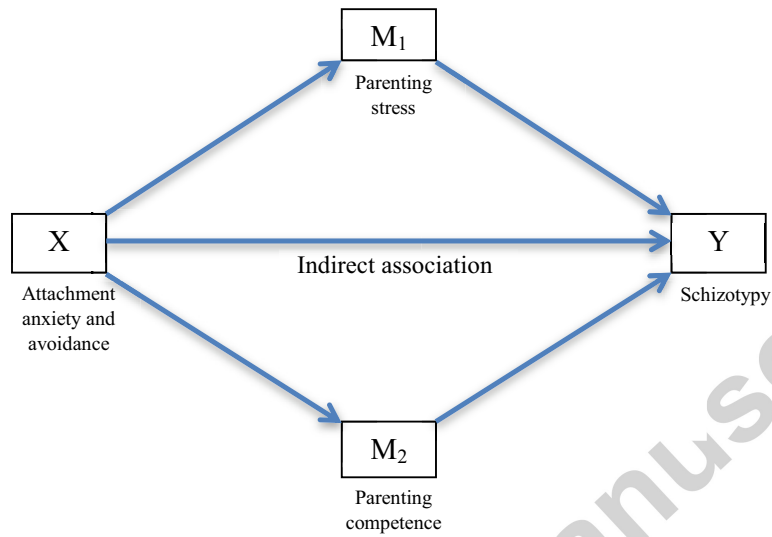 M₁
Parenting
stress
X
Attachment
anxiety and
avoidance
Indirect association
Y
Schizotypy
M₂
Parenting
competence